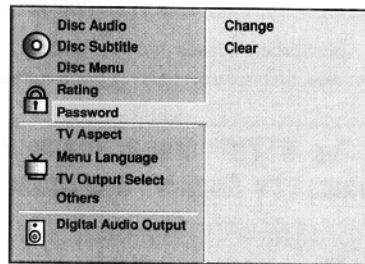 Disc Audio
Disc Subtitle
Disc Menu
Rating
Password
TV Aspect
Menu Language
TV Output Select
Others
Digital Audio Output
Change
Clear